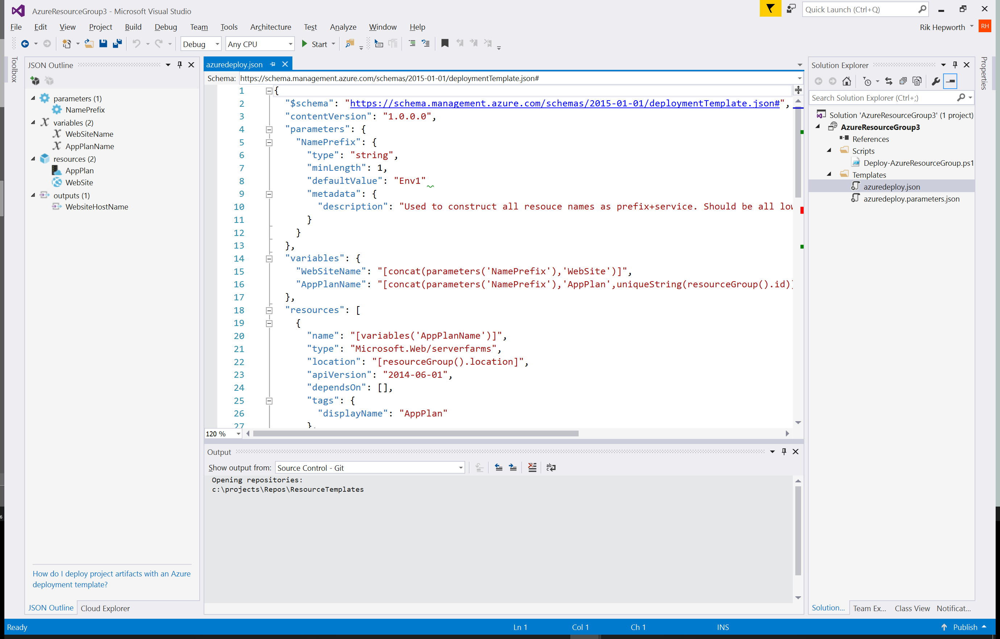 AzureResourceGroup3 - Microsoft Visual Studio
Quick Launch (Ctrl+Q)
File Edit View Project Build Debug Team Tools Architecture Test Analyze Window Help
Rik Hepworth RH
Debug Any CPU Start
Toolbox
JSON Outline
parameters (1)
NamePrefix
variables (2)
WebSiteName
AppPlanName
resources (2)
AppPlan
WebSite
outputs (1)
WebsiteHostName
How do I deploy project artifacts with an Azure
deployment template?
JSON Outline Cloud Explorer
azuredeploy.json
Schema: https://schema.management.azure.com/schemas/2015-01-01/deploymentTemplate.json#
1 {
2 "$schema": "https://schema.management.azure.com/schemas/2015-01-01/deploymentTemplate.json#",
3 "contentVersion": "1.0.0.0",
4 "parameters": {
5 "NamePrefix": {
6 "type": "string",
7 "minLength": 1,
8 "defaultValue": "Env1"
9 "metadata": {
10 "description": "Used to construct all resouce names as prefix+service. Should be all low
11 }
12 }
13 },
14 "variables": {
15 "WebSiteName": "[concat(parameters('NamePrefix'),'WebSite')]",
16 "AppPlanName": "[concat(parameters('NamePrefix'),'AppPlan',uniqueString(resourceGroup().id))
17 },
18 "resources": [
19 {
20 "name": "[variables('AppPlanName')]",
21 "type": "Microsoft.Web/serverfarms",
22 "location": "[resourceGroup().location]",
23 "apiVersion": "2014-06-01",
24 "dependsOn": [],
25 "tags": {
26 "displayName": "AppPlan"
27 },
120 %
Output
Show output from: Source Control - Git
Opening repositories:
c:\projects\Repos\ResourceTemplates
Solution Explorer
Search Solution Explorer (Ctrl+;)
Solution 'AzureResourceGroup3' (1 project)
AzureResourceGroup3
References
Scripts
Deploy-AzureResourceGroup.ps1
Templates
azuredeploy.json
azuredeploy.parameters.json
Solution... Team Ex... Class View Notificat...
Properties
6
Ready Ln 1 Col 1 Ch 1 INS Publish